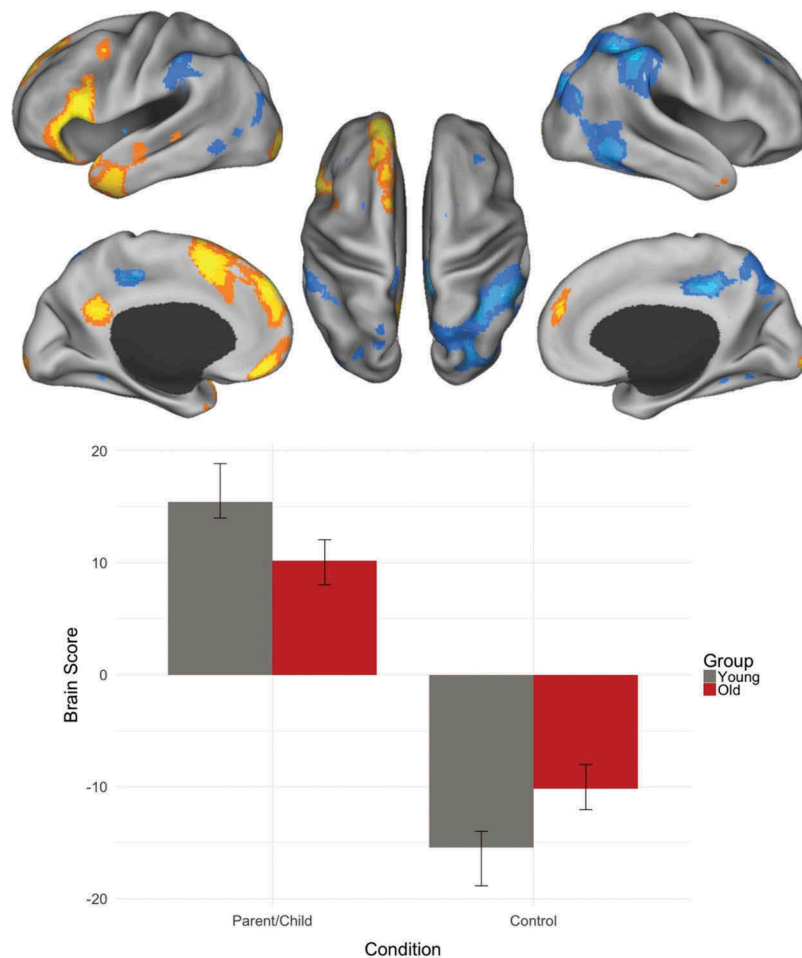 20
10
0
-10
-20
Brain Score
Parent/Child
Control
Condition
Group
Young
Old